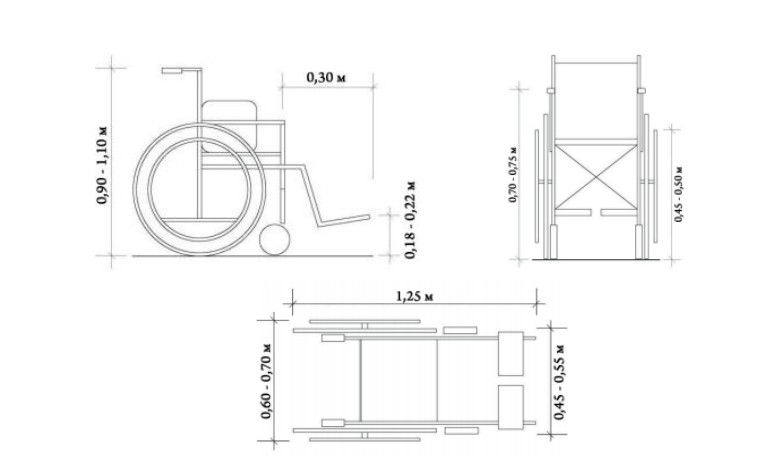 0,30 м
0,90 - 1,10 м
0,18 - 0,22 м
0,70 - 0,75 м
0,45 - 0,50 м
1,25 м
0,60 - 0,70 м
0,45 - 0,55 м